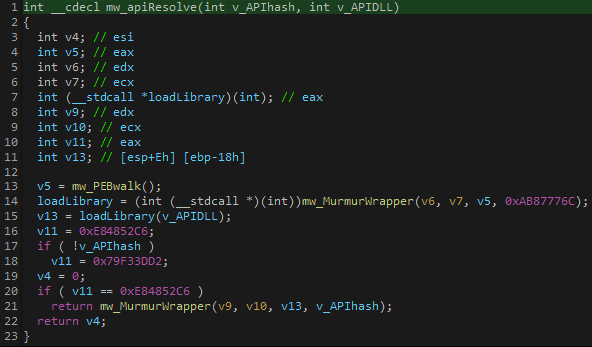 1 int __cdecl mw_apiResolve(int v_APIhash, int v_APIDLL)
2 {
3 int v4; // esi
4 int v5; // eax
5 int v6; // edx
6 int v7; // ecx
7 int (__stdcall *loadLibrary)(int); // eax
8 int v9; // edx
9 int v10; // ecx
10 int v11; // eax
11 int v13; // [esp+Eh] [ebp-18h]
12
13 v5 = mw_PEBwalk();
14 loadLibrary = (int (__stdcall *)(int))mw_MurmurWrapper(v6, v7, v5, 0xAB87776C);
15 v13 = loadLibrary(v_APIDLL);
16 v11 = 0xE84852C6;
17 if ( !v_APIhash )
18 v11 = 0x79F33DD2;
19 v4 = 0;
20 if ( v11 == 0xE84852C6 )
21 return mw_MurmurWrapper(v9, v10, v13, v_APIhash);
22 return v4;
23 }